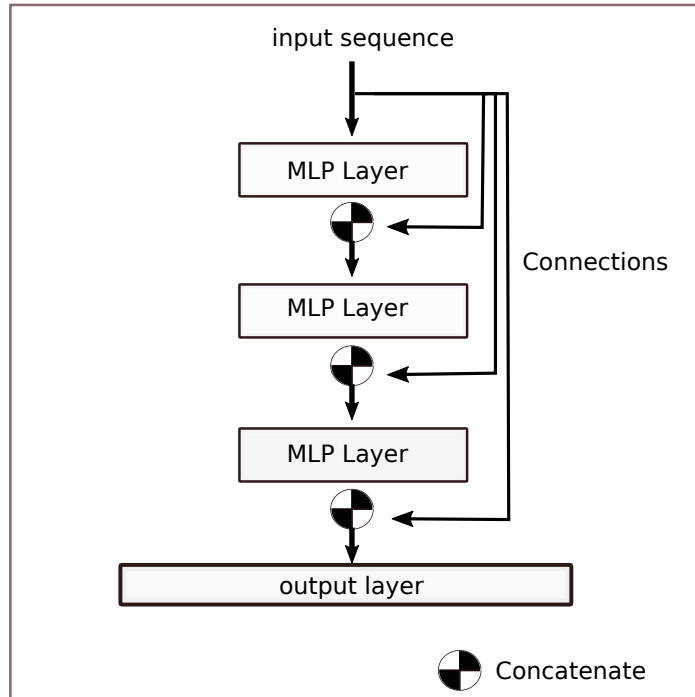 input sequence
MLP Layer
Connections
MLP Layer
MLP Layer
output layer
Concatenate